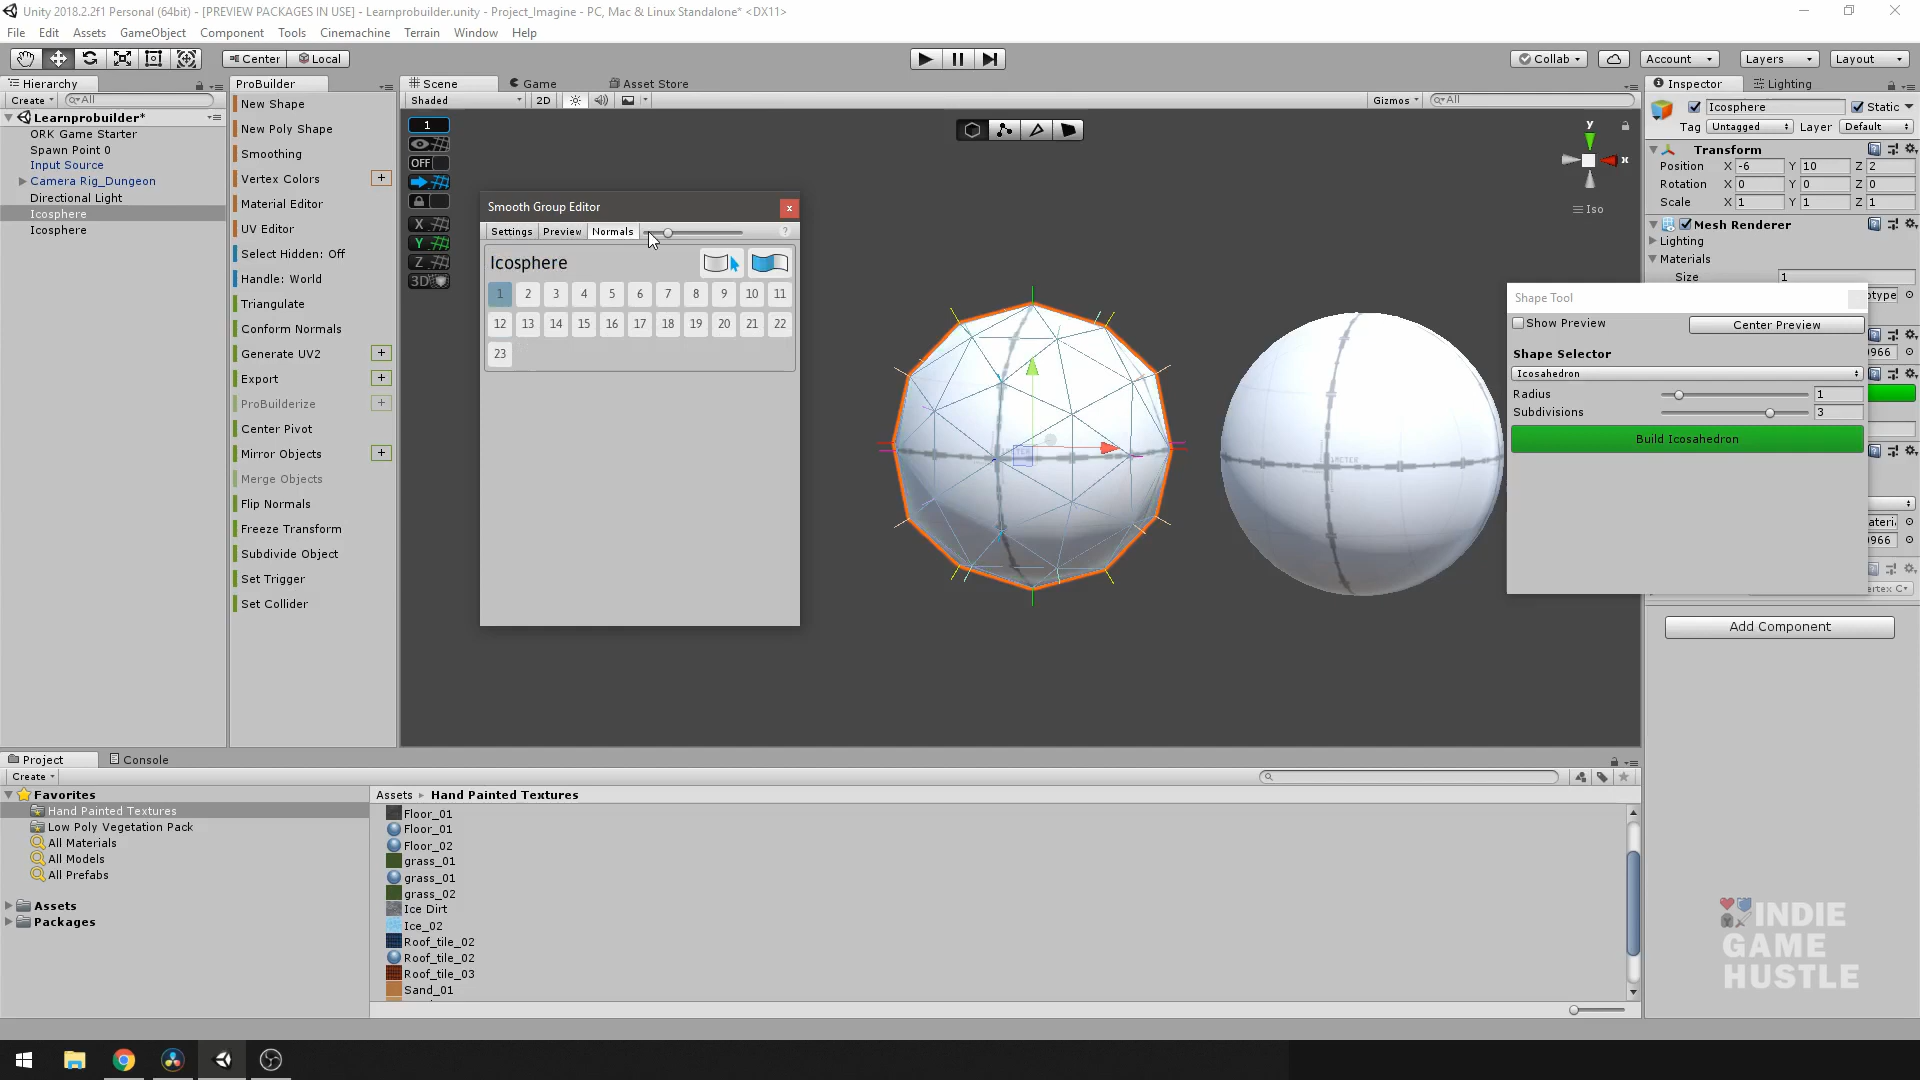 Unity 2018.2.2f1 Personal (64bit) - [PREVIEW PACKAGES IN USE] - Learnprobuilder.unity - Project_Imagine - PC, Mac & Linux Standalone* <DX11>
File Edit Assets GameObject Component Tools Cinemachine Terrain Window Help
Center Local
Collab Account Layers Layout
Hierarchy
Create All
Learnprobuilder*
ORK Game Starter
Spawn Point 0
Input Source
Camera Rig_Dungeon
Directional Light
Icosphere
Icosphere
ProBuilder
New Shape
New Poly Shape
Smoothing
Vertex Colors +
Material Editor
UV Editor
Select Hidden: Off
Handle: World
Triangulate
Conform Normals
Generate UV2 +
Export +
ProBuilderize +
Center Pivot
Mirror Objects +
Merge Objects
Flip Normals
Freeze Transform
Subdivide Object
Set Trigger
Set Collider
Scene Game Asset Store
Shaded 2D Gizmos All
1
OFF
X
Y
Z
3D
y
x
Iso
Smooth Group Editor x
Settings Preview Normals ?
Icosphere
1 2 3 4 5 6 7 8 9 10 11
12 13 14 15 16 17 18 19 20 21 22
23
Inspector Lighting
Icosphere Static
Tag Untagged Layer Default
Transform
Position X -6 Y 10 Z 2
Rotation X 0 Y 0 Z 0
Scale X 1 Y 1 Z 1
Mesh Renderer
Lighting
Materials
Size 1
otype
0966
ateri
0966
ertex C
Add Component
Shape Tool
Show Preview Center Preview
Shape Selector
Icosahedron
Radius 1
Subdivisions 3
Build Icosahedron
Project Console
Create
Favorites
Hand Painted Textures
Low Poly Vegetation Pack
All Materials
All Models
All Prefabs
Assets
Packages
Assets Hand Painted Textures
Floor_01
Floor_01
Floor_02
grass_01
grass_01
grass_02
Ice Dirt
Ice_02
Roof_tile_02
Roof_tile_02
Roof_tile_03
Sand_01
INDIE
GAME
HUSTLE